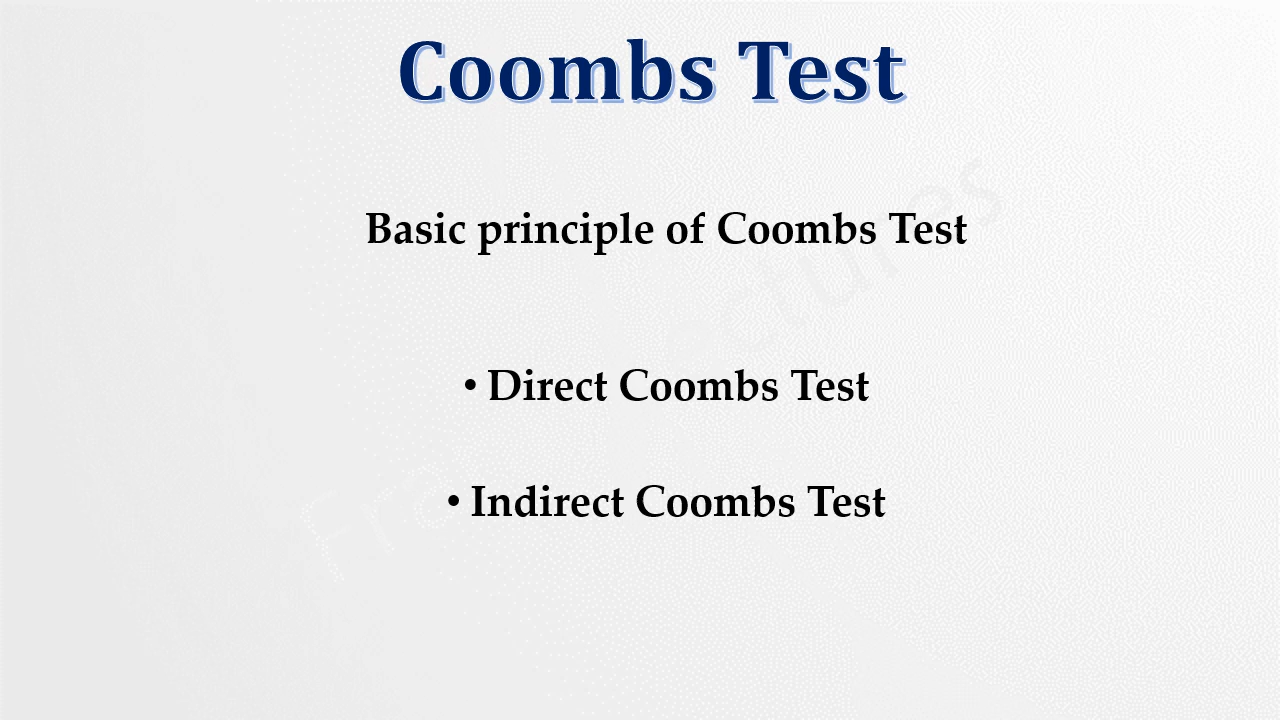 Coombs Test
Basic principle of Coombs Test
• Direct Coombs Test
• Indirect Coombs Test